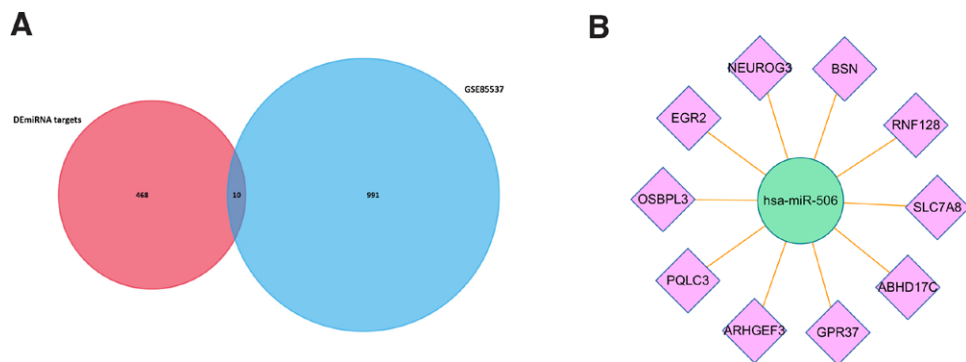 A
DEmiRNA targets
GSE85537
468
10
991
B
NEUROG3
BSN
EGR2
RNF128
OSBPL3
hsa-miR-506
SLC7A8
PQLC3
ABHD17C
ARHGEF3
GPR37